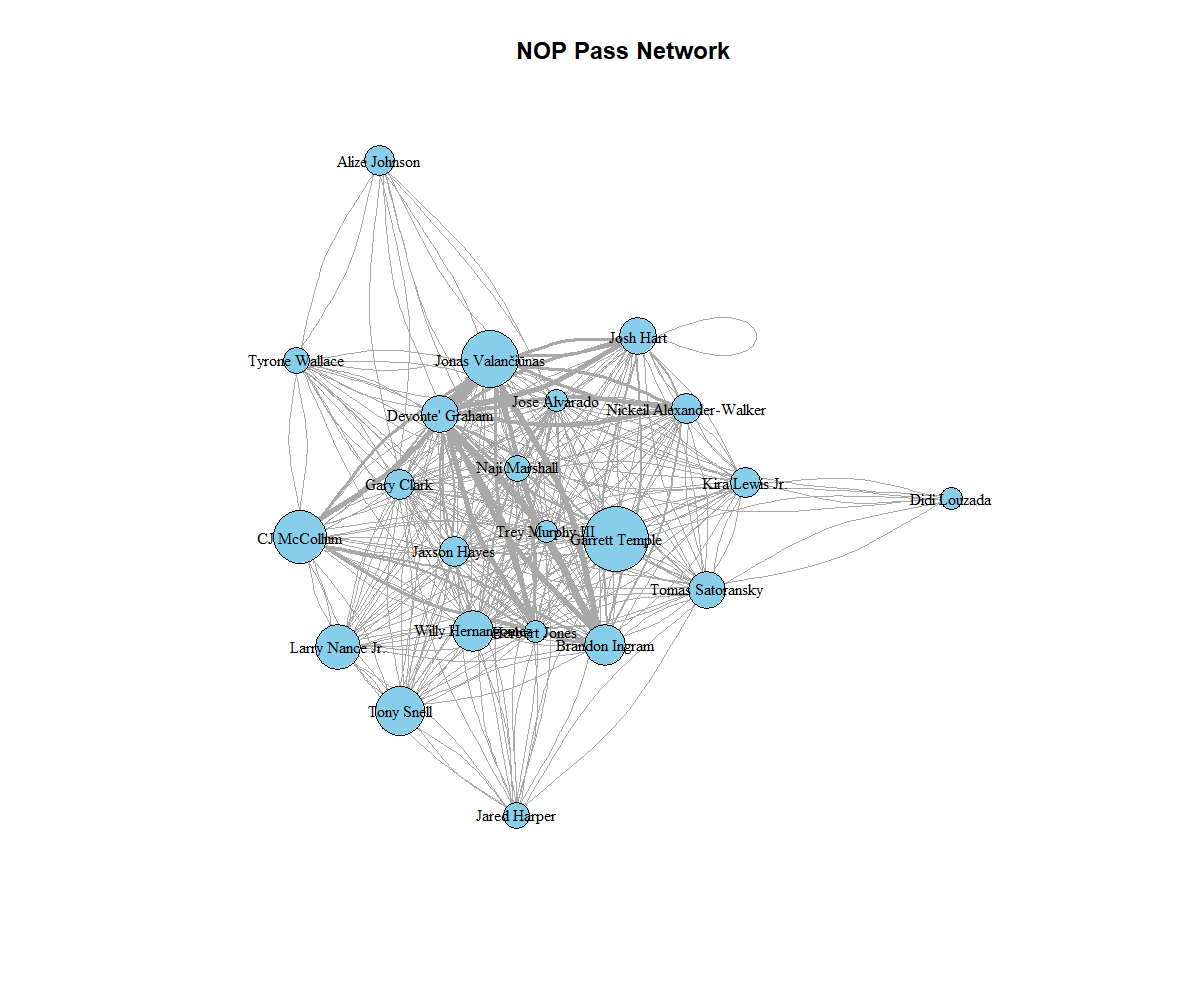 NOP Pass Network
Alize Johnson
Josh Hart
Tyrone Wallace
Jonas Valančiūnas
Jose Alvarado
Nickeil Alexander-Walker
Devonte' Graham
Naji Marshall
Gary Clark
Kira Lewis Jr.
Didi Louzada
Trey Murphy III
CJ McCollum
Garrett Temple
Jaxson Hayes
Tomas Satoransky
Willy Hernangomez
Herbert Jones
Larry Nance Jr.
Brandon Ingram
Tony Snell
Jared Harper